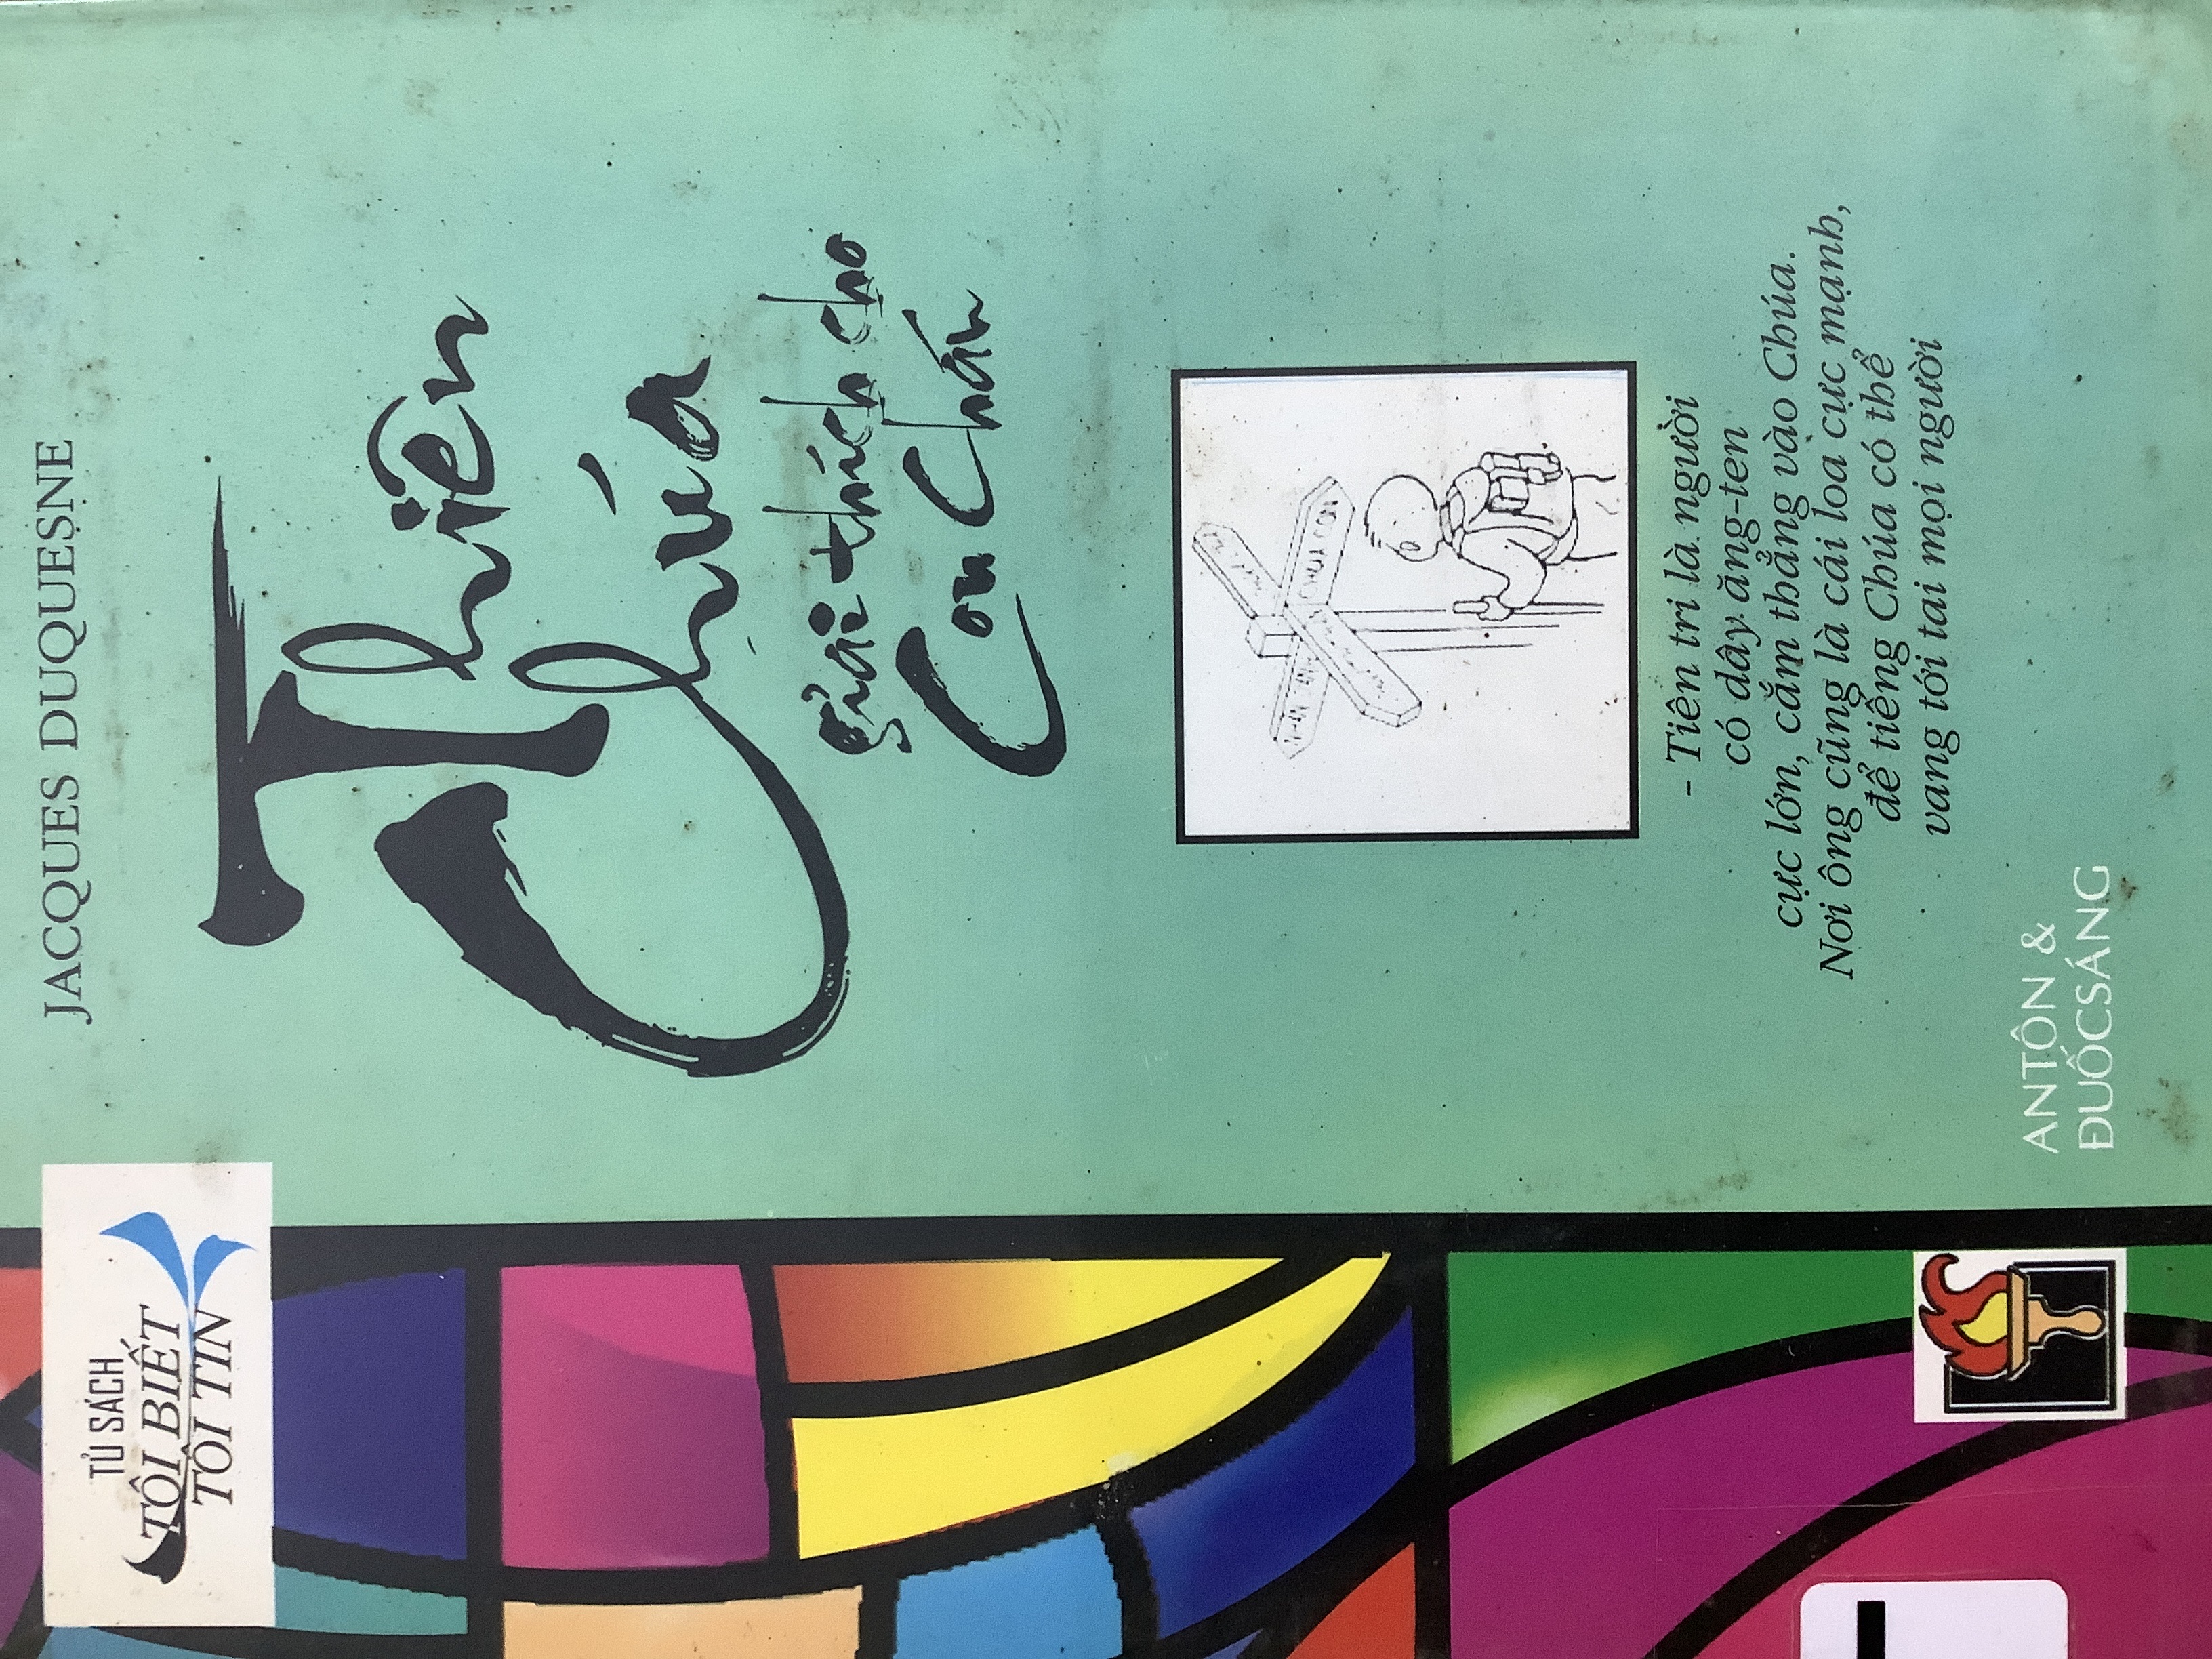 JACQUES DUQUESNE
TỦ SÁCH
TÔI BIẾT
TÔI TIN
Thiên
Chúa
giải thích cho
Con Cháu
- Tiên tri là người
có dây ăng-ten
cực lớn, cắm thẳng vào Chúa.
Nơi ông cũng là cái loa cực mạnh,
để tiếng Chúa có thể
vang tới tai mọi người
ANTÔN &
ĐUỐCSÁNG